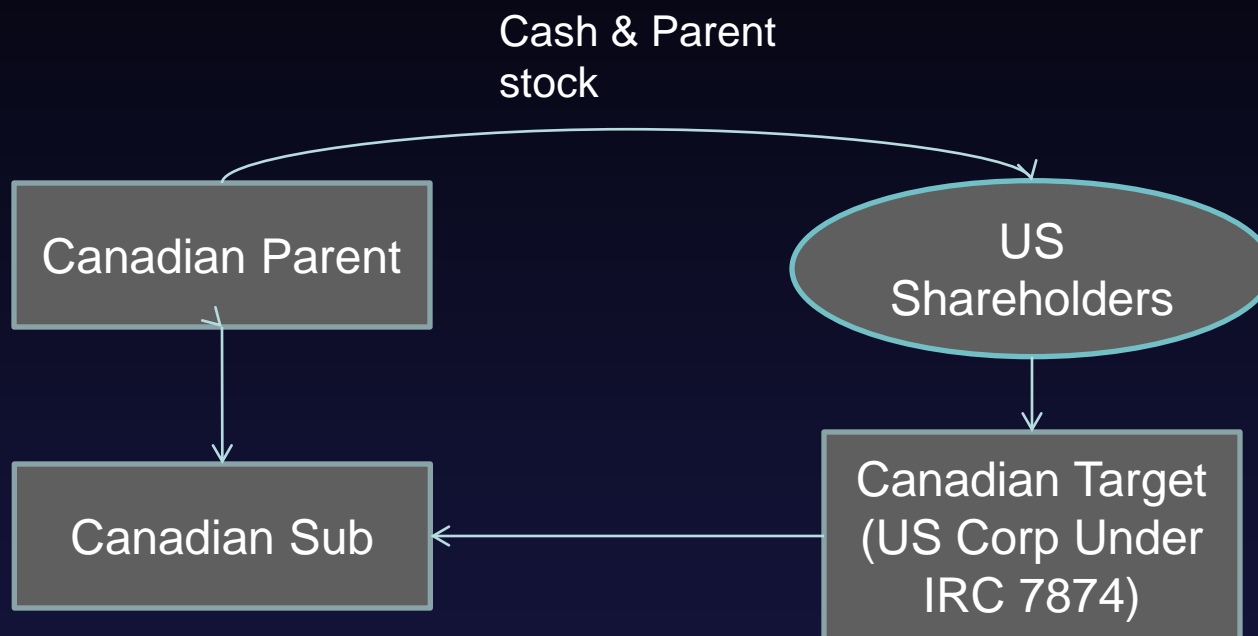 Cash & Parent
stock
Canadian Parent
US
Shareholders
Canadian Sub
Canadian Target
(US Corp Under
IRC 7874)